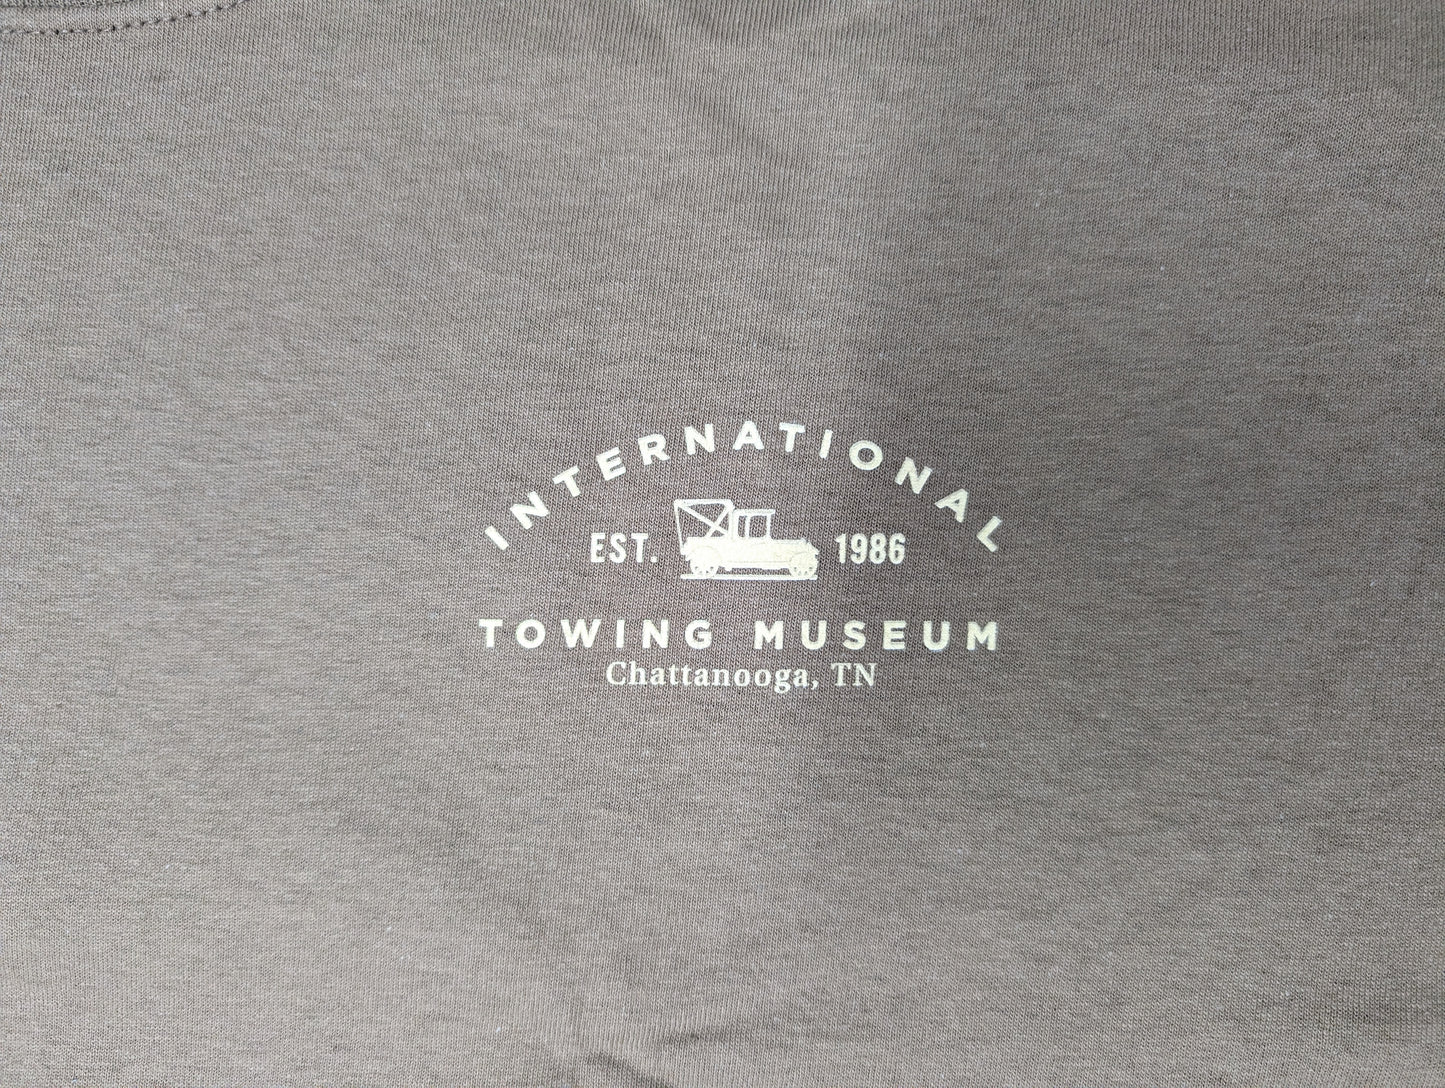 INTERNATIONAL
EST. 1986
TOWING MUSEUM
Chattanooga, TN